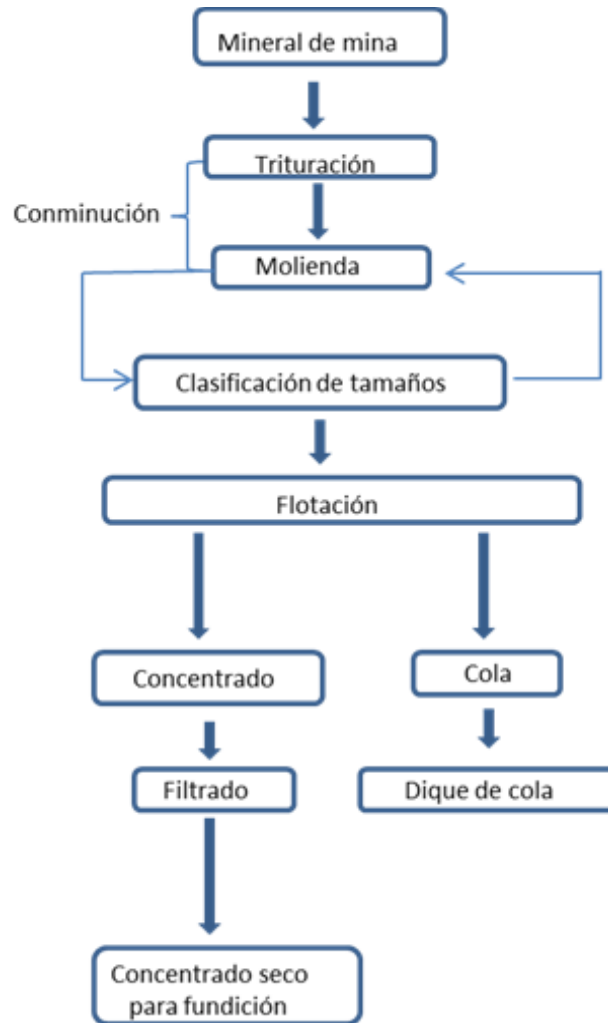 Mineral de mina
Trituración
Conminución
Molienda
Clasificación de tamaños
Flotación
Concentrado
Cola
Filtrado
Dique de cola
Concentrado seco
para fundición